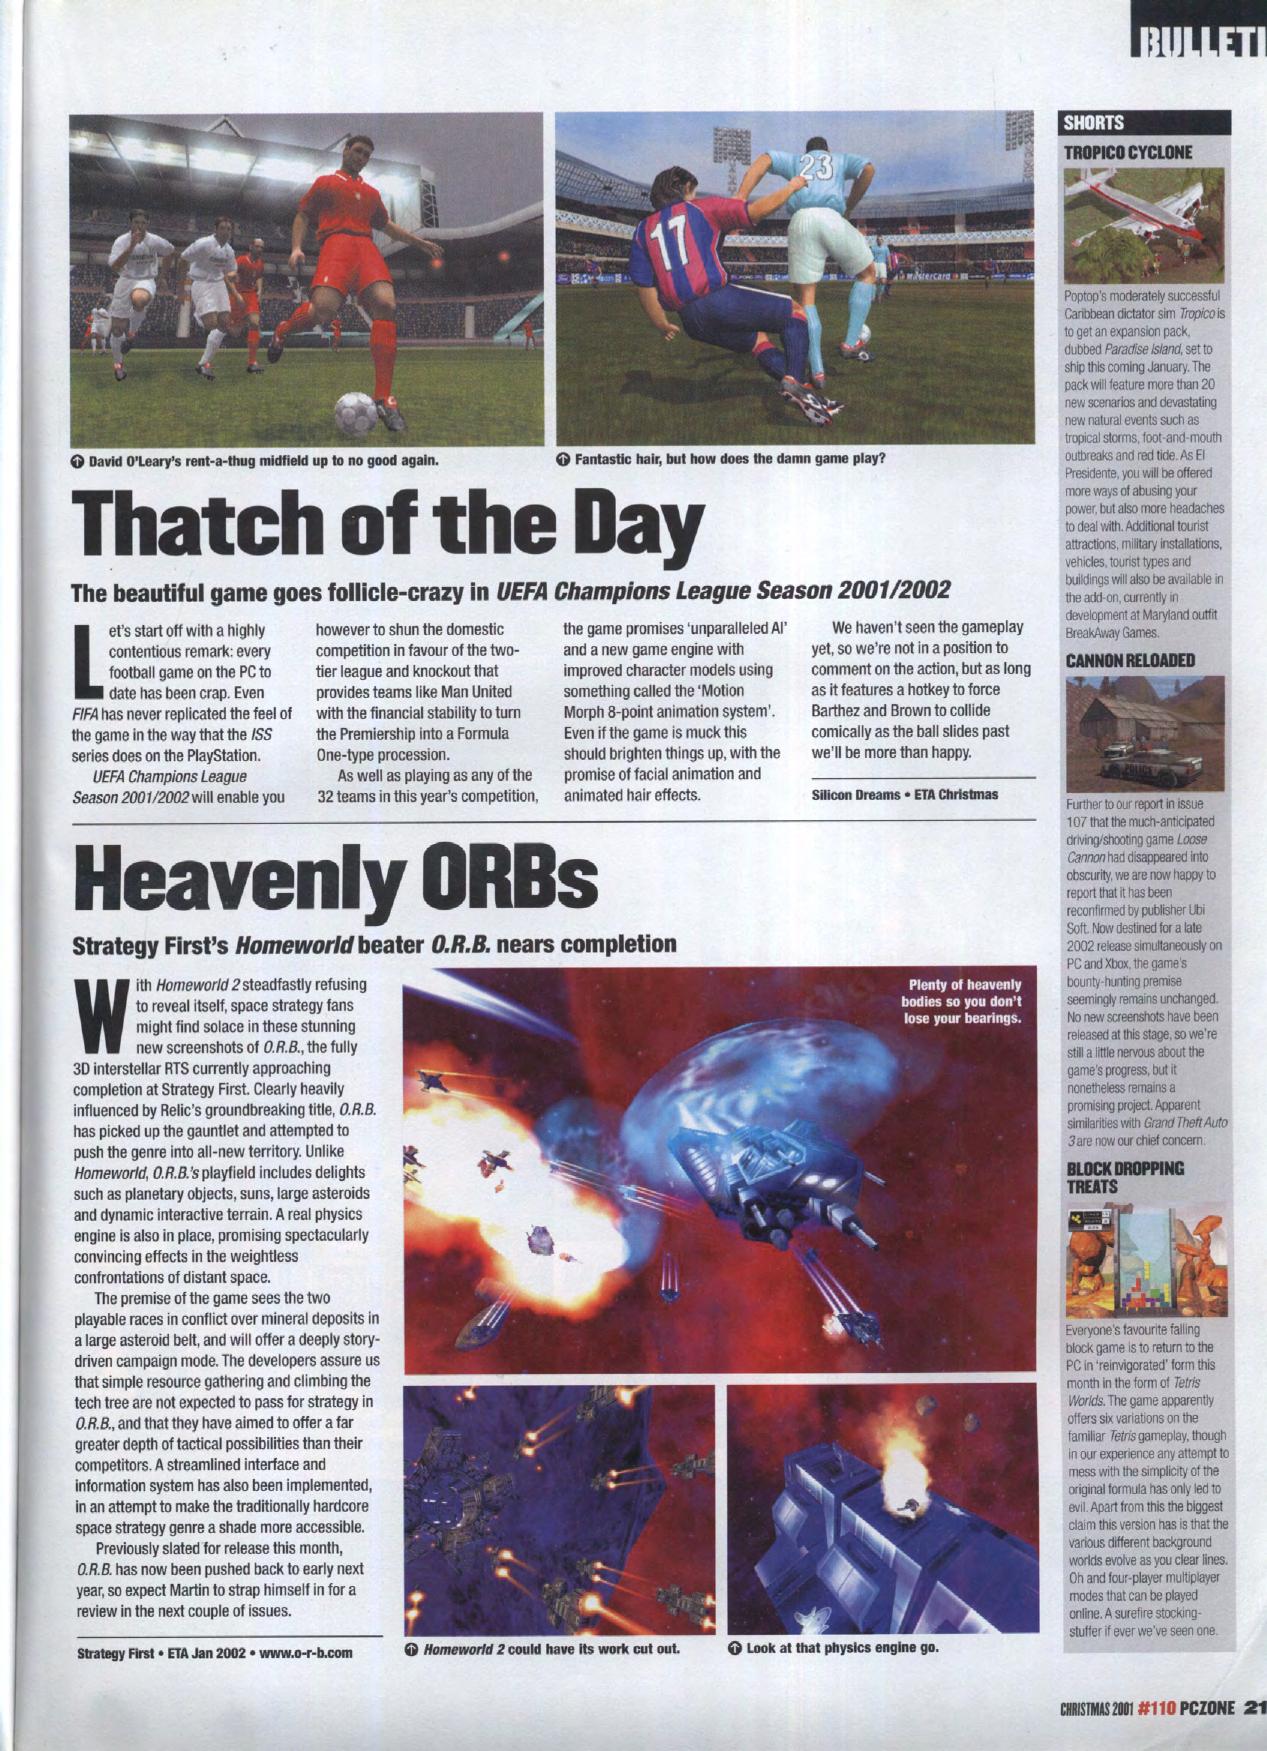 BULLETI
David O'Leary's rent-a-thug midfield up to no good again.
Fantastic hair, but how does the damn game play?
Thatch of the Day
The beautiful game goes follicle-crazy in UEFA Champions League Season 2001/2002
Let's start off with a highly
contentious remark: every
football game on the PC to
date has been crap. Even
FIFA has never replicated the feel of
the game in the way that the ISS
series does on the PlayStation.
UEFA Champions League
Season 2001/2002 will enable you
however to shun the domestic
competition in favour of the two-
tier league and knockout that
provides teams like Man United
with the financial stability to turn
the Premiership into a Formula
One-type procession.
As well as playing as any of the
32 teams in this year's competition,
the game promises 'unparalleled AI'
and a new game engine with
improved character models using
something called the 'Motion
Morph 8-point animation system'.
Even if the game is muck this
should brighten things up, with the
promise of facial animation and
animated hair effects.
We haven't seen the gameplay
yet, so we're not in a position to
comment on the action, but as long
as it features a hotkey to force
Barthez and Brown to collide
comically as the ball slides past
we'll be more than happy.
Silicon Dreams • ETA Christmas
Heavenly ORBs
Strategy First's Homeworld beater O.R.B. nears completion
With Homeworld 2 steadfastly refusing
to reveal itself, space strategy fans
might find solace in these stunning
new screenshots of O.R.B., the fully
3D interstellar RTS currently approaching
completion at Strategy First. Clearly heavily
influenced by Relic's groundbreaking title, O.R.B.
has picked up the gauntlet and attempted to
push the genre into all-new territory. Unlike
Homeworld, O.R.B.'s playfield includes delights
such as planetary objects, suns, large asteroids
and dynamic interactive terrain. A real physics
engine is also in place, promising spectacularly
convincing effects in the weightless
confrontations of distant space.
The premise of the game sees the two
playable races in conflict over mineral deposits in
a large asteroid belt, and will offer a deeply story-
driven campaign mode. The developers assure us
that simple resource gathering and climbing the
tech tree are not expected to pass for strategy in
O.R.B., and that they have aimed to offer a far
greater depth of tactical possibilities than their
competitors. A streamlined interface and
information system has also been implemented,
in an attempt to make the traditionally hardcore
space strategy genre a shade more accessible.
Previously slated for release this month,
O.R.B. has now been pushed back to early next
year, so expect Martin to strap himself in for a
review in the next couple of issues.
Strategy First • ETA Jan 2002 • www.o-r-b.com
Plenty of heavenly
bodies so you don't
lose your bearings.
Homeworld 2 could have its work cut out.
Look at that physics engine go.
17
23
MasterCard
SHORTS
TROPICO CYCLONE
Poptop's moderately successful
Caribbean dictator sim Tropico is
to get an expansion pack,
dubbed Paradise Island, set to
ship this coming January. The
pack will feature more than 20
new scenarios and devastating
new natural events such as
tropical storms, foot-and-mouth
outbreaks and red tide. As El
Presidente, you will be offered
more ways of abusing your
power, but also more headaches
to deal with. Additional tourist
attractions, military installations,
vehicles, tourist types and
buildings will also be available in
the add-on, currently in
development at Maryland outfit
BreakAway Games.
CANNON RELOADED
POLICE
Further to our report in issue
107 that the much-anticipated
driving/shooting game Loose
Cannon had disappeared into
obscurity, we are now happy to
report that it has been
reconfirmed by publisher Ubi
Soft. Now destined for a late
2002 release simultaneously on
PC and Xbox, the game's
bounty-hunting premise
seemingly remains unchanged.
No new screenshots have been
released at this stage, so we're
still a little nervous about the
game's progress, but it
nonetheless remains a
promising project. Apparent
similarities with Grand Theft Auto
3 are now our chief concern.
BLOCK DROPPING
TREATS
Everyone's favourite falling
block game is to return to the
PC in 'reinvigorated' form this
month in the form of Tetris
Worlds. The game apparently
offers six variations on the
familiar Tetris gameplay, though
in our experience any attempt to
mess with the simplicity of the
original formula has only led to
evil. Apart from this the biggest
claim this version has is that the
various different background
worlds evolve as you clear lines.
Oh and four-player multiplayer
modes that can be played
online. A surefire stocking-
stuffer if ever we've seen one.
CHRISTMAS 2001 #110 PCZONE 21